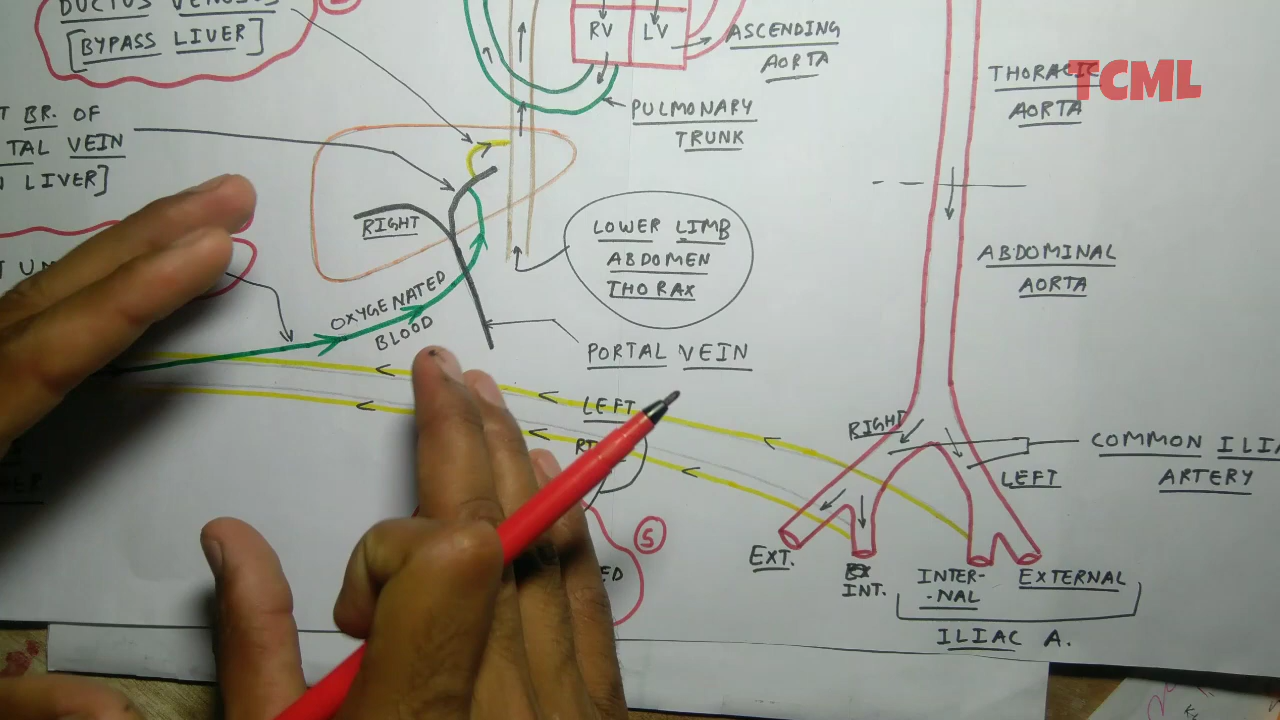 DUCTUS VENOSUS
[BYPASS LIVER]
BR. OF
VEIN
LIVER]
RIGHT
OXYGENATED
BLOOD
RV
LV
ASCENDING
AORTA
PULMONARY
TRUNK
LOWER LIMB
ABDOMEN
THORAX
PORTAL VEIN
LEFT
5
THORACIC
AORTA
TCML
ABDOMINAL
AORTA
RIGHT
LEFT
COMMON
ARTERY
EXT.
INT.
INTER-
-NAL
EXTERNAL
ILIAC A.